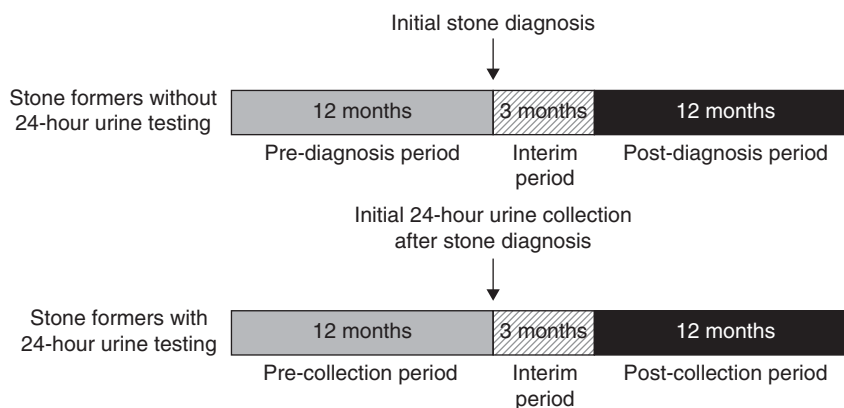 Initial stone diagnosis
Stone formers without
24-hour urine testing
12 months
3 months
12 months
Pre-diagnosis period
Interim
period
Post-diagnosis period
Initial 24-hour urine collection
after stone diagnosis
Stone formers with
24-hour urine testing
12 months
3 months
12 months
Pre-collection period
Interim
period
Post-collection period